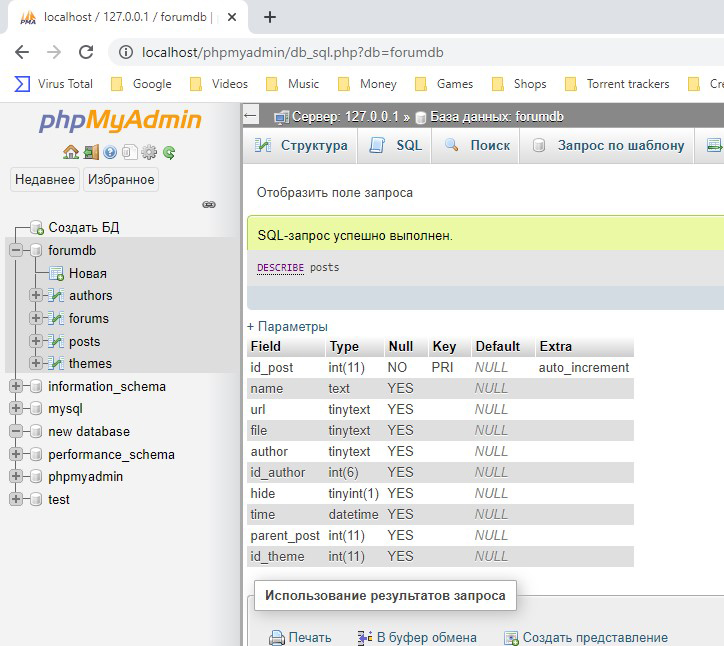 localhost / 127.0.0.1 / forumdb |
localhost/phpmyadmin/db_sql.php?db=forumdb
Virus Total Google Videos Music Money Games Shops Torrent trackers Cre
phpMyAdmin
Недавнее Избранное
Создать БД
forumdb
Новая
authors
forums
posts
themes
information_schema
mysql
new database
performance_schema
phpmyadmin
test
Сервер: 127.0.0.1 » База данных: forumdb
Структура SQL Поиск Запрос по шаблону
Отобразить поле запроса
SQL-запрос успешно выполнен.
DESCRIBE posts
+ Параметры
Field Type Null Key Default Extra
id_post int(11) NO PRI NULL auto_increment
name text YES NULL
url tinytext YES NULL
file tinytext YES NULL
author tinytext YES NULL
id_author int(6) YES NULL
hide tinyint(1) YES NULL
time datetime YES NULL
parent_post int(11) YES NULL
id_theme int(11) YES NULL
Использование результатов запроса
Печать В буфер обмена Создать представление